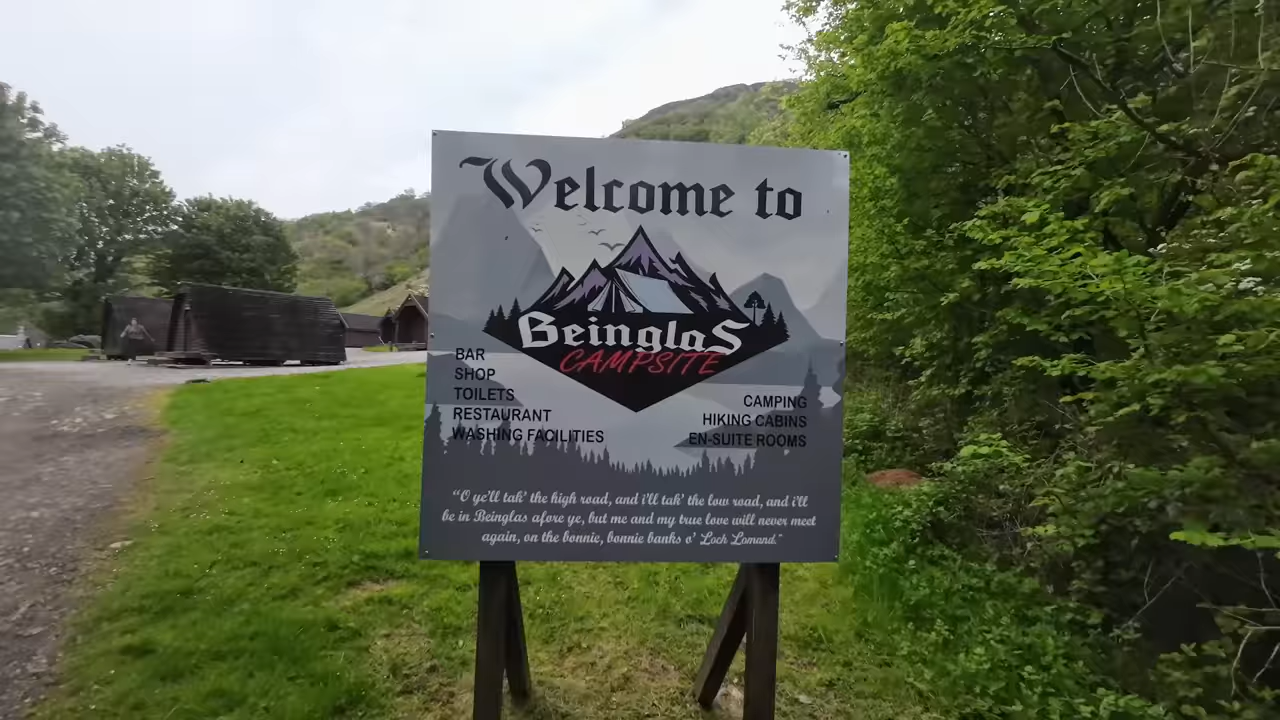 Welcome to
BeinglaS
CAMPSITE
BAR
SHOP
TOILETS
RESTAURANT
WASHING FACILITIES
CAMPING
HIKING CABINS
EN-SUITE ROOMS
"O ye'll tak' the high road, and i'll tak' the low road, and i'll
be in Beinglas afore ye, but me and my true love will never meet
again, on the bonnie, bonnie banks o' Loch Lomand."